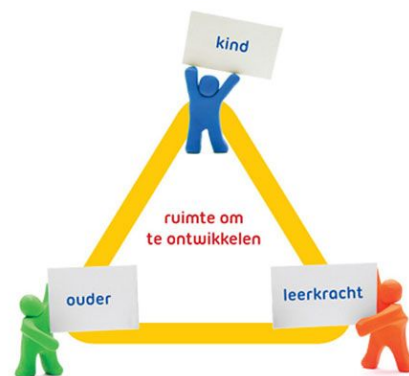 kind
ruimte om
te ontwikkelen
ouder
leerkracht